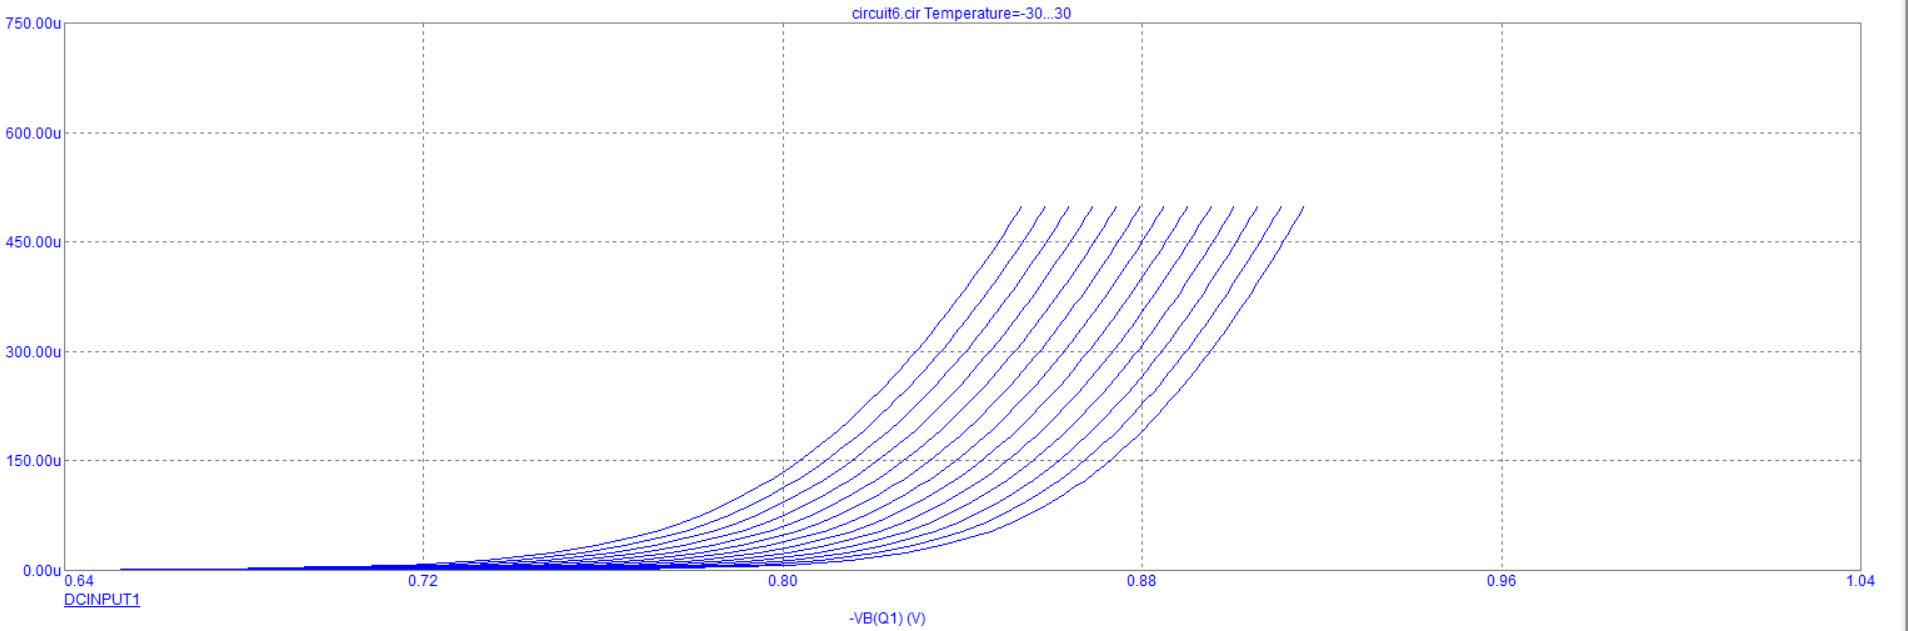 circuit6.cir Temperature=-30...30
750.00u
600.00u
450.00u
300.00u
150.00u
0.00u
0.64 0.72 0.80 0.88 0.96 1.04
DCINPUT1
-VB(Q1) (V)